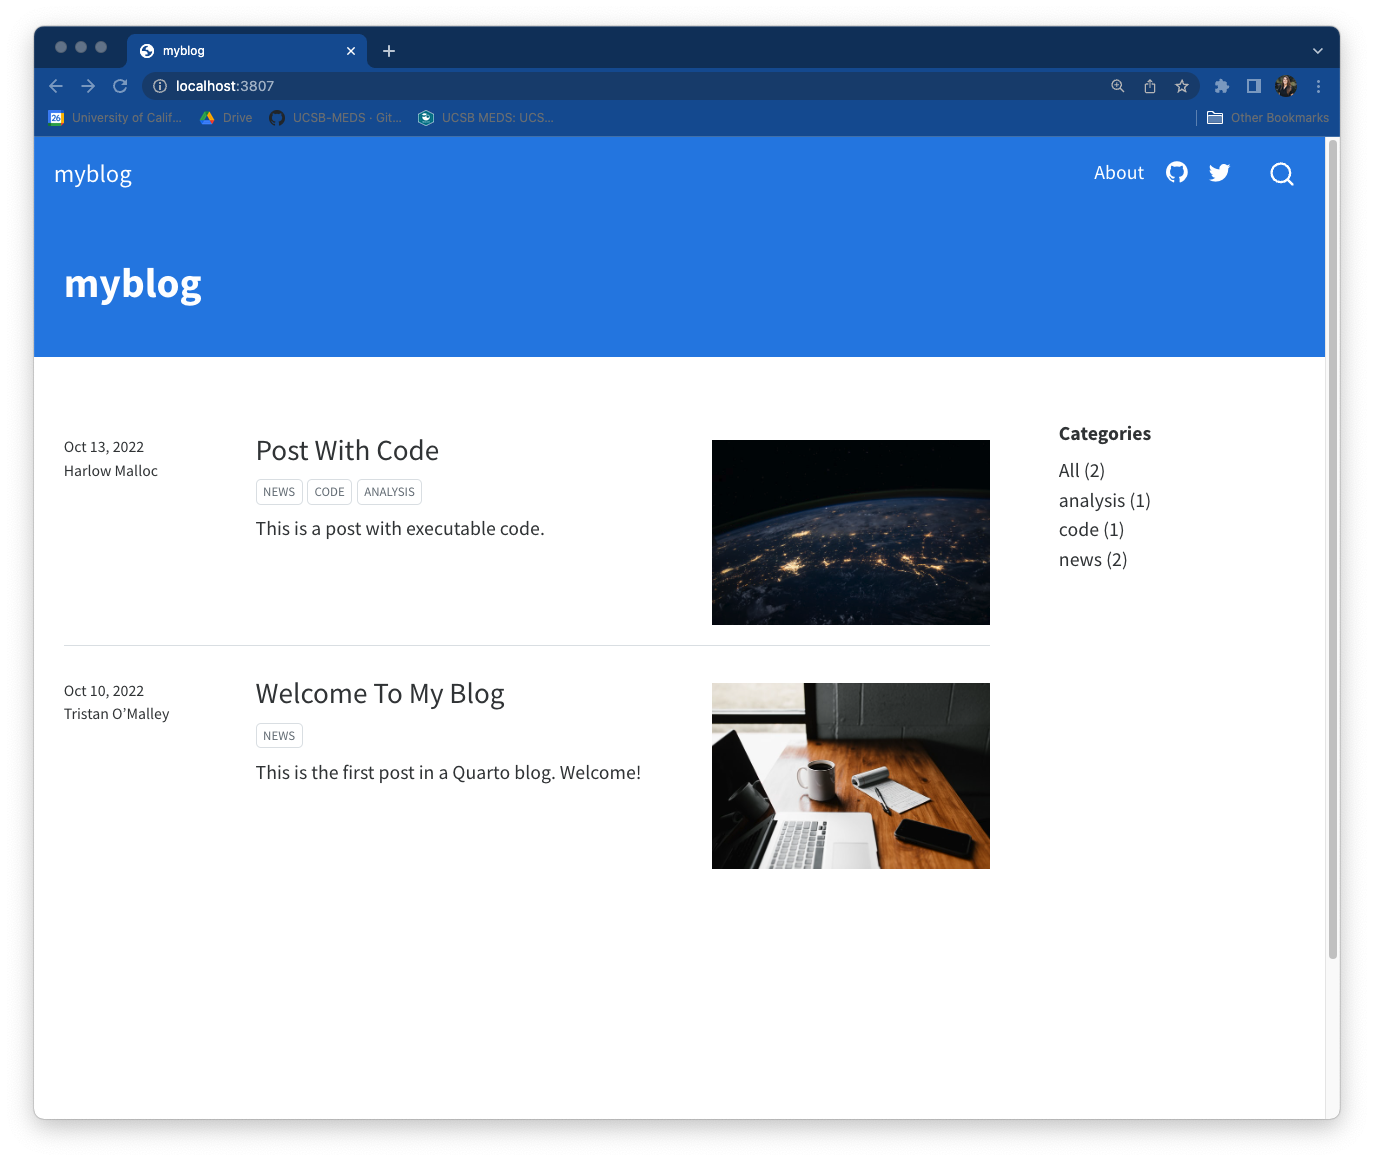 myblog
localhost:3807
26
University of Calif...
Drive
UCSB-MEDS · Git...
UCSB MEDS: UCS...
Other Bookmarks
myblog
About
myblog
Oct 13, 2022
Harlow Malloc
Post With Code
NEWS CODE ANALYSIS
This is a post with executable code.
Categories
All (2)
analysis (1)
code (1)
news (2)
Oct 10, 2022
Tristan O’Malley
Welcome To My Blog
NEWS
This is the first post in a Quarto blog. Welcome!